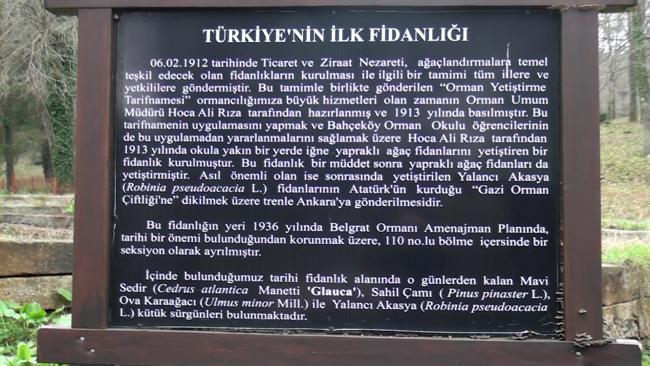 TÜRKİYE'NİN İLK FİDANLIĞI
06.02.1912 tarihinde Ticaret ve Ziraat Nezareti, ağaçlandırmalara temel
teşkil edecek olan fidanlıkların kurulması ile ilgili bir tamimi tüm illere ve
yetkililere göndermiştir. Bu tamimle birlikte gönderilen "Orman Yetiştirme
Tarifnamesi" ormancılığımıza büyük hizmetleri olan zamanın Orman Umum
Müdürü Hoca Ali Rıza tarafından hazırlanmış ve 1913 yılında basılmıştır. Bu
tarifnamenin uygulamasını yapmak ve Bahçeköy Orman Okulu öğrencilerinin
de bu uygulamadan yararlanmalarını sağlamak üzere Hoca Ali Rıza tarafından
1913 yılında okula yakın bir yerde iğne yapraklı ağaç fidanlarını yetiştiren bir
fidanlık kurulmuştur. Bu fidanlık bir müddet sonra yapraklı ağaç fidanları da
yetiştirmiştir. Asıl önemli olan ise sonrasında yetiştirilen Yalancı Akasya
(Robinia pseudoacacia L.) fidanlarının Atatürk'ün kurduğu "Gazi Orman
Çiftliği'ne" dikilmek üzere trenle Ankara'ya gönderilmesidir.
Bu fidanlığın yeri 1936 yılında Belgrat Ormanı Amenajman Planında,
tarihi bir önemi bulunduğundan korunmak üzere, 110 no.lu bölme içersinde bir
seksiyon olarak ayrılmıştır.
İçinde bulunduğumuz tarihi fidanlık alanında o günlerden kalan Mavi
Sedir (Cedrus atlantica Manetti 'Glauca'), Sahil Çamı ( Pinus pinaster L.),
Ova Karaağacı (Ulmus minor Mill.) ile Yalancı Akasya (Robinia pseudoacacia
L.) kütük sürgünleri bulunmaktadır.